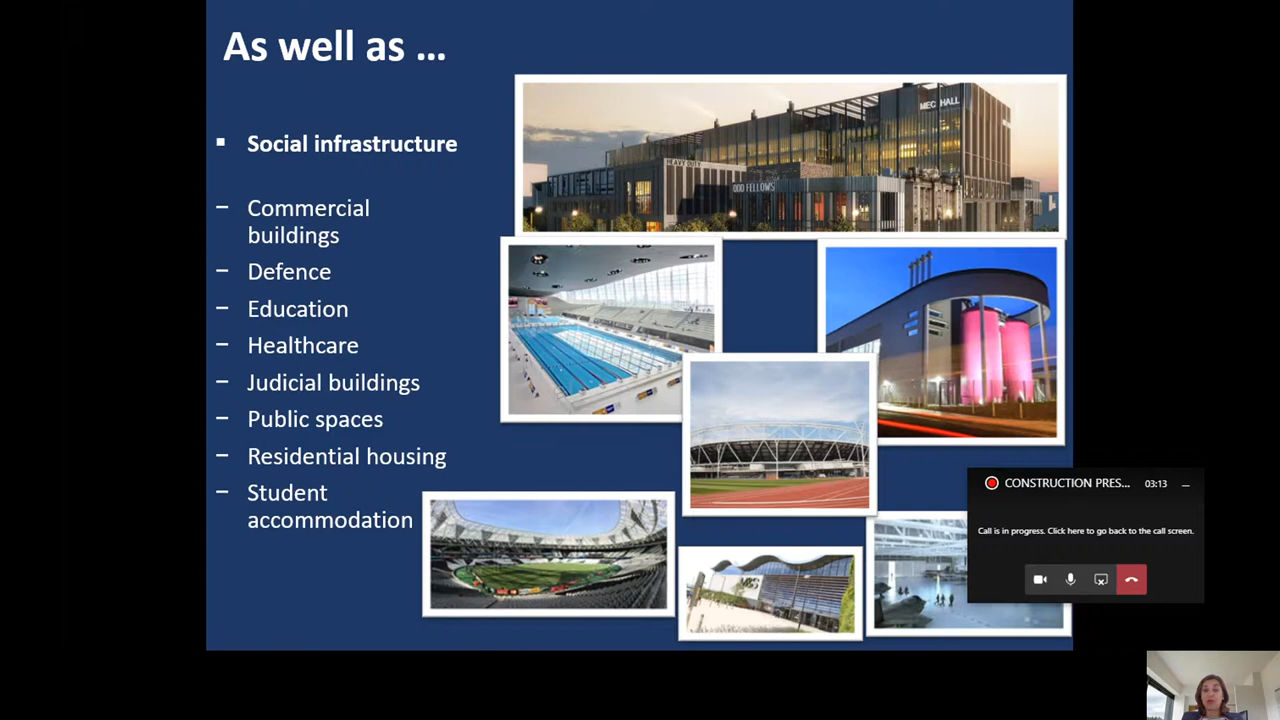 As well as ...
▪ Social infrastructure
– Commercial
buildings
– Defence
– Education
– Healthcare
– Judicial buildings
– Public spaces
– Residential housing
– Student
accommodation
MEC HALL
HEAVY DUTY
ODD FELLOWS
CONSTRUCTION PRES... 03:13
Call is in progress. Click here to go back to the call screen.